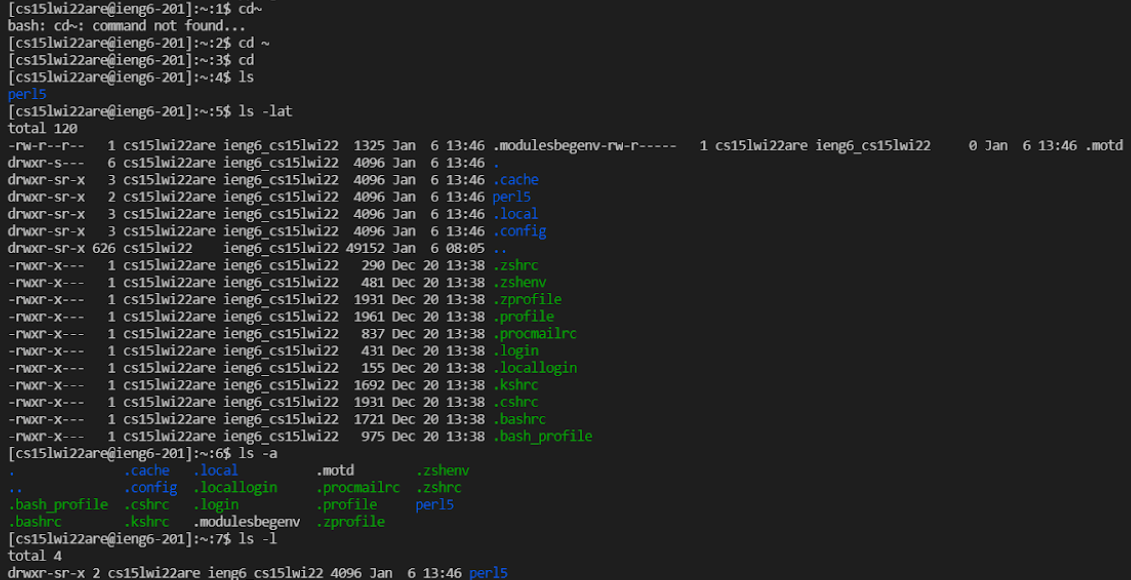 [cs15lwi22are@ieng6-201]:~:1$ cd~
bash: cd~: command not found...
[cs15lwi22are@ieng6-201]:~:2$ cd ~
[cs15lwi22are@ieng6-201]:~:3$ cd
[cs15lwi22are@ieng6-201]:~:4$ ls
perl5
[cs15lwi22are@ieng6-201]:~:5$ ls -lat
total 120
-rw-r--r--   1 cs15lwi22are ieng6_cs15lwi22  1325 Jan  6 13:46 .modulesbegenv-rw-r-----   1 cs15lwi22are ieng6_cs15lwi22     0 Jan  6 13:46 .motd
drwxr-s---   6 cs15lwi22are ieng6_cs15lwi22  4096 Jan  6 13:46 .
drwxr-sr-x   3 cs15lwi22are ieng6_cs15lwi22  4096 Jan  6 13:46 .cache
drwxr-sr-x   2 cs15lwi22are ieng6_cs15lwi22  4096 Jan  6 13:46 perl5
drwxr-sr-x   3 cs15lwi22are ieng6_cs15lwi22  4096 Jan  6 13:46 .local
drwxr-sr-x   3 cs15lwi22are ieng6_cs15lwi22  4096 Jan  6 13:46 .config
drwxr-sr-x 626 cs15lwi22    ieng6_cs15lwi22 49152 Jan  6 08:05 ..
-rwxr-x---   1 cs15lwi22are ieng6_cs15lwi22   290 Dec 20 13:38 .zshrc
-rwxr-x---   1 cs15lwi22are ieng6_cs15lwi22   481 Dec 20 13:38 .zshenv
-rwxr-x---   1 cs15lwi22are ieng6_cs15lwi22  1931 Dec 20 13:38 .zprofile
-rwxr-x---   1 cs15lwi22are ieng6_cs15lwi22  1961 Dec 20 13:38 .profile
-rwxr-x---   1 cs15lwi22are ieng6_cs15lwi22   837 Dec 20 13:38 .procmailrc
-rwxr-x---   1 cs15lwi22are ieng6_cs15lwi22   431 Dec 20 13:38 .login
-rwxr-x---   1 cs15lwi22are ieng6_cs15lwi22   155 Dec 20 13:38 .locallogin
-rwxr-x---   1 cs15lwi22are ieng6_cs15lwi22  1692 Dec 20 13:38 .kshrc
-rwxr-x---   1 cs15lwi22are ieng6_cs15lwi22  1931 Dec 20 13:38 .cshrc
-rwxr-x---   1 cs15lwi22are ieng6_cs15lwi22  1721 Dec 20 13:38 .bashrc
-rwxr-x---   1 cs15lwi22are ieng6_cs15lwi22   975 Dec 20 13:38 .bash_profile
[cs15lwi22are@ieng6-201]:~:6$ ls -a
.              .cache   .local          .motd        .zshenv
..             .config  .locallogin     .procmailrc  .zshrc
.bash_profile  .cshrc   .login          .profile     perl5
.bashrc        .kshrc   .modulesbegenv  .zprofile
[cs15lwi22are@ieng6-201]:~:7$ ls -l
total 4
drwxr-sr-x 2 cs15lwi22are ieng6_cs15lwi22 4096 Jan  6 13:46 perl5